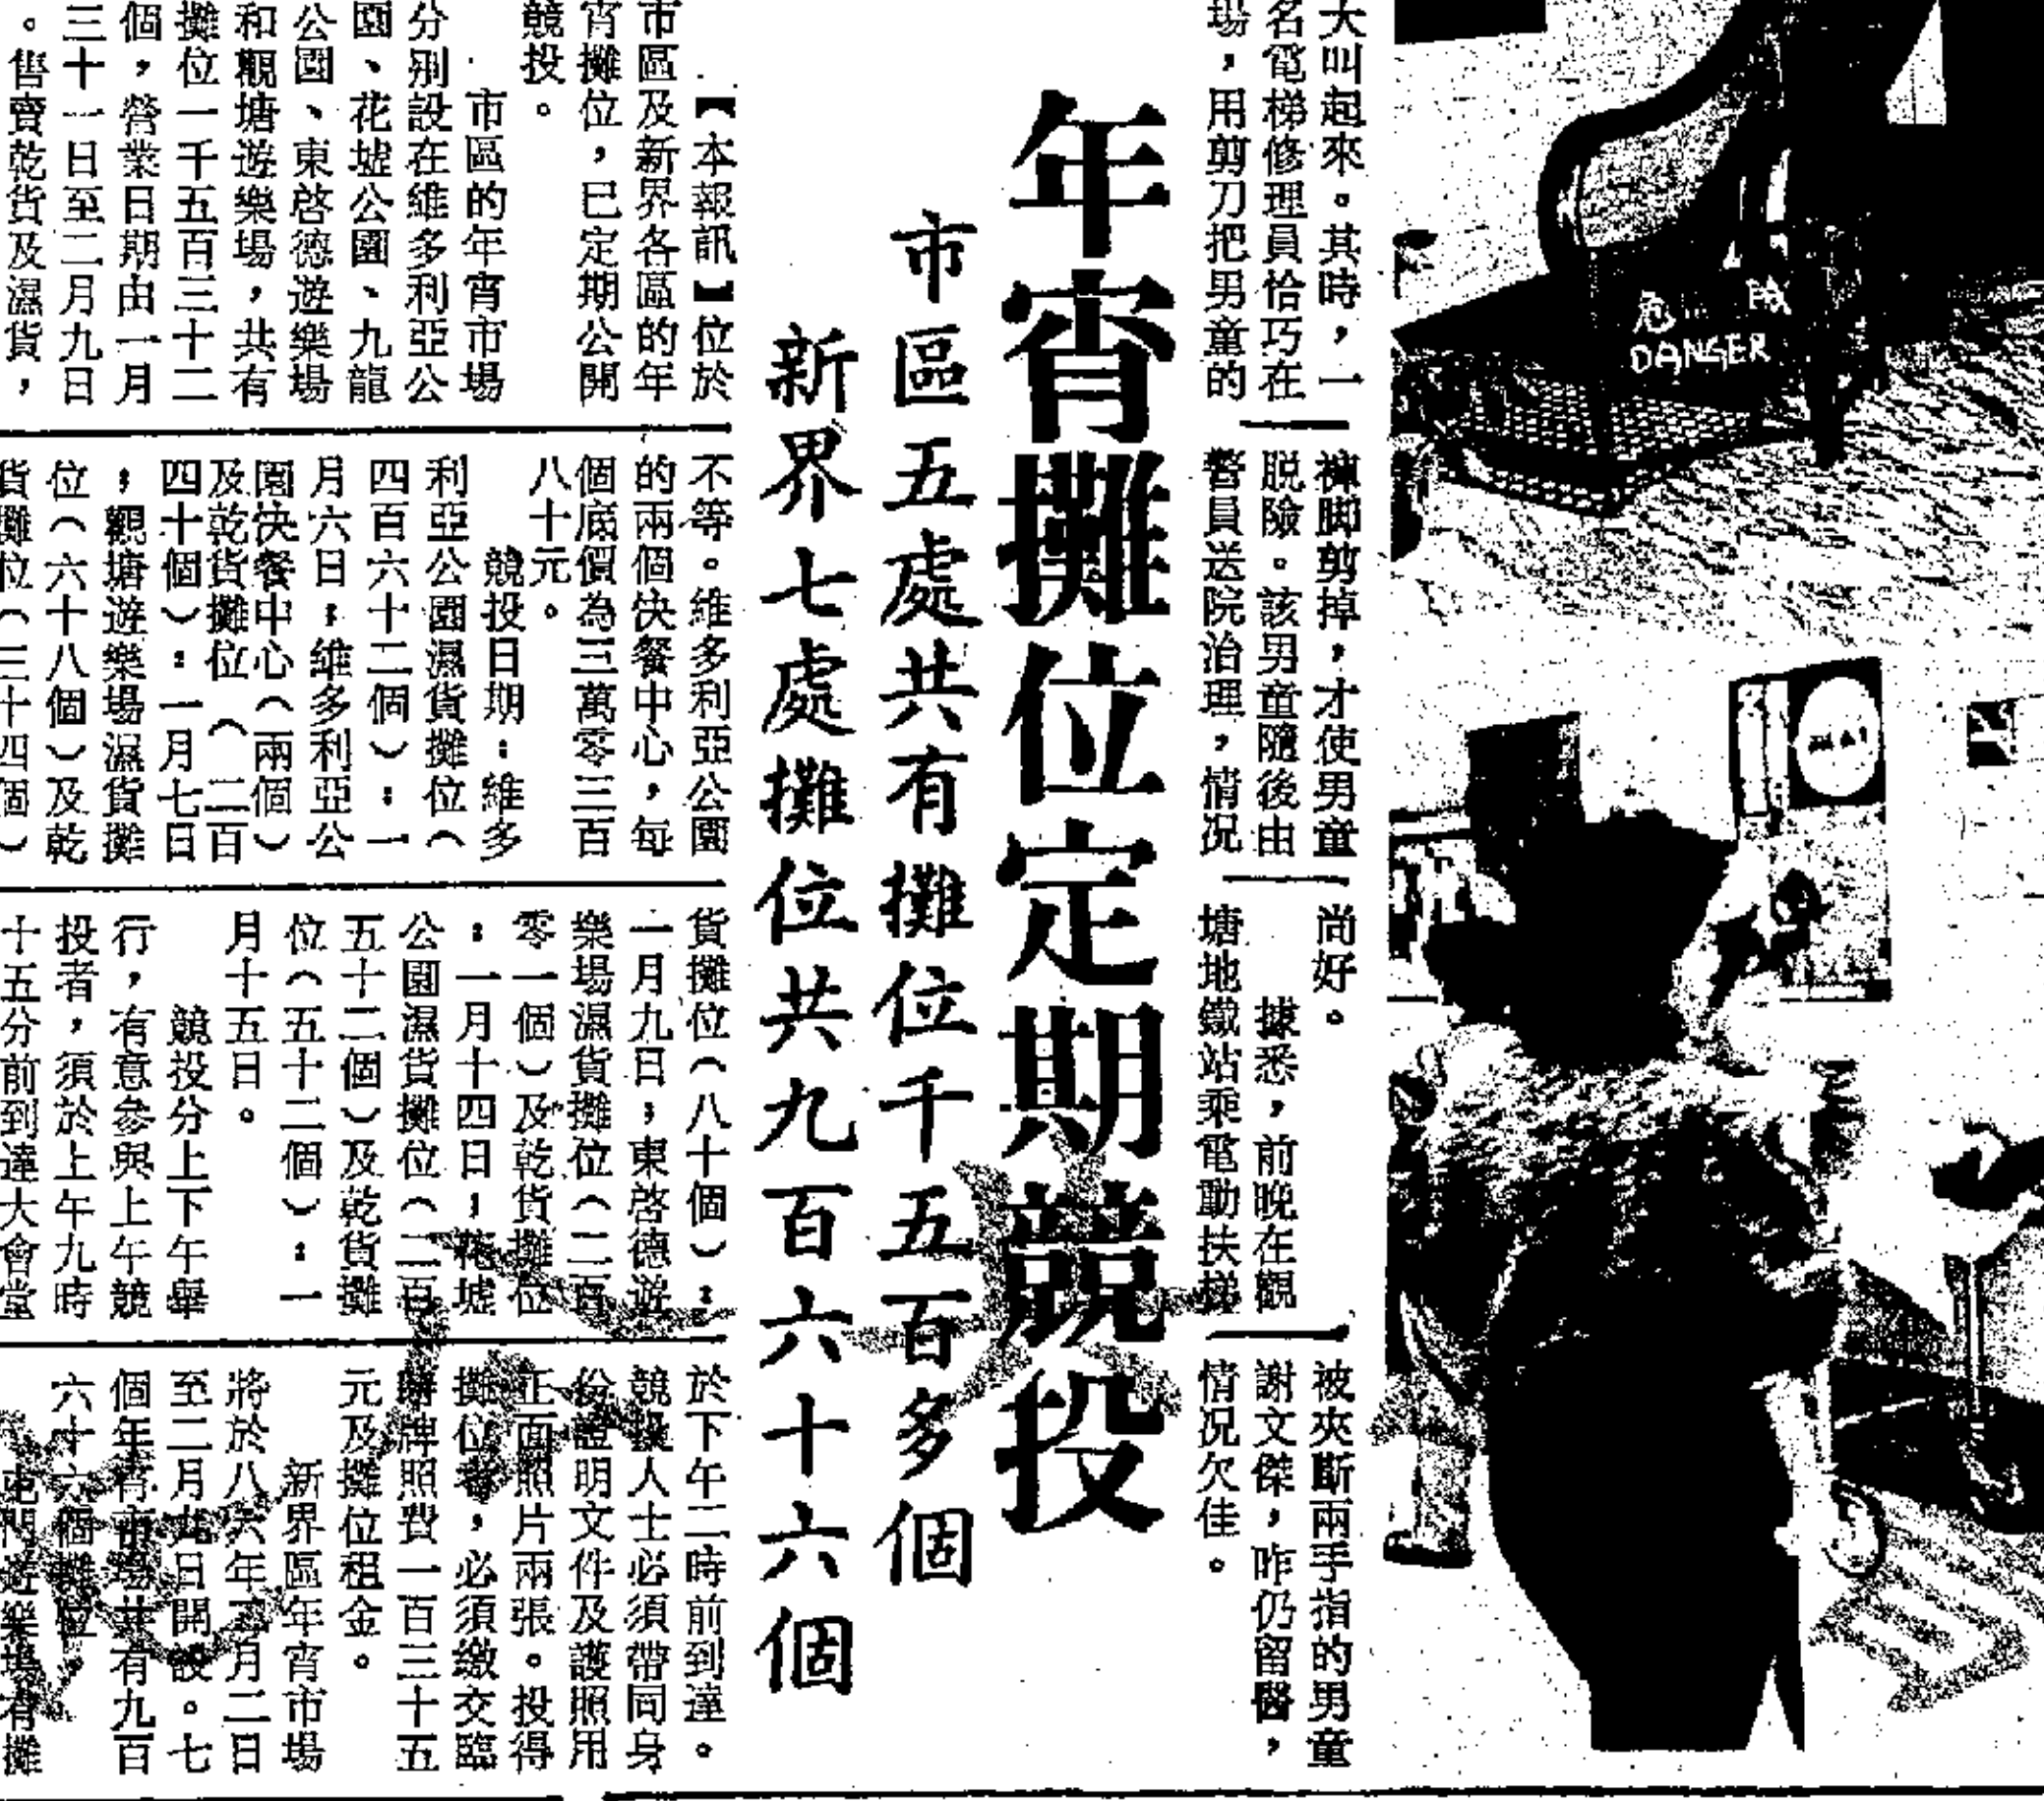 大叫起來。其時，一
名電梯修理員恰巧在
場，用剪刀把男童的
褲脚剪掉，才使男童
脱險。該男童隨後由
警員送院治理，情况
尚好。
據悉，前晚在觀
塘地鐵站乘電動扶梯
被夾斷兩手指的男童
謝文傑，昨仍留醫，
情况欠佳。
DANGER
年宵攤位定期競投
市區五處共有攤位千五百多個
新界七處攤位共九百六十六個
【本報訊】位於
市區及新界各區的年
宵攤位，已定期公開
競投。
市區的年宵市場
分別設在維多利亞公
園、花墟公園、九龍
公園、東啓德遊樂場
和觀塘遊樂場，共有
攤位一千五百三十二
個，營業日期由一月
三十一日至二月九日
。售賣乾貨及濕貨，
不等。維多利亞公園
的兩個快餐中心，每
個底價為三萬零三百
八十元。
競投日期：維多
利亞公園濕貨攤位（
四百六十二個）：一
月六日；維多利亞公
園快餐中心（兩個）
及乾貨攤位（二百
四十個）：一月七日
；觀塘遊樂場濕貨攤
位（六十八個）及乾
貨攤位（三十四個）
貨攤位（八十個）：
一月九日；東啓德遊
樂場濕貨攤位（二百
零一個）及乾貨攤位
：一月十四日；花墟
公園濕貨攤位（二百
五十二個）及乾貨攤
位（五十二個）：一
月十五日。
競投分上下午舉
行，有意參與上午競
投者，須於上午九時
十五分前到達大會堂
於下午二時前到達。
競投人士必須帶同身
份證明文件及護照用
正面照片兩張。投得
攤位者，必須繳交臨
時牌照費一百三十五
元及攤位租金。
新界區年宵市場
將於八六年二月二日
至二月九日開設。七
個年宵市場共有九百
六十六個攤位。
屯門遊樂場有攤